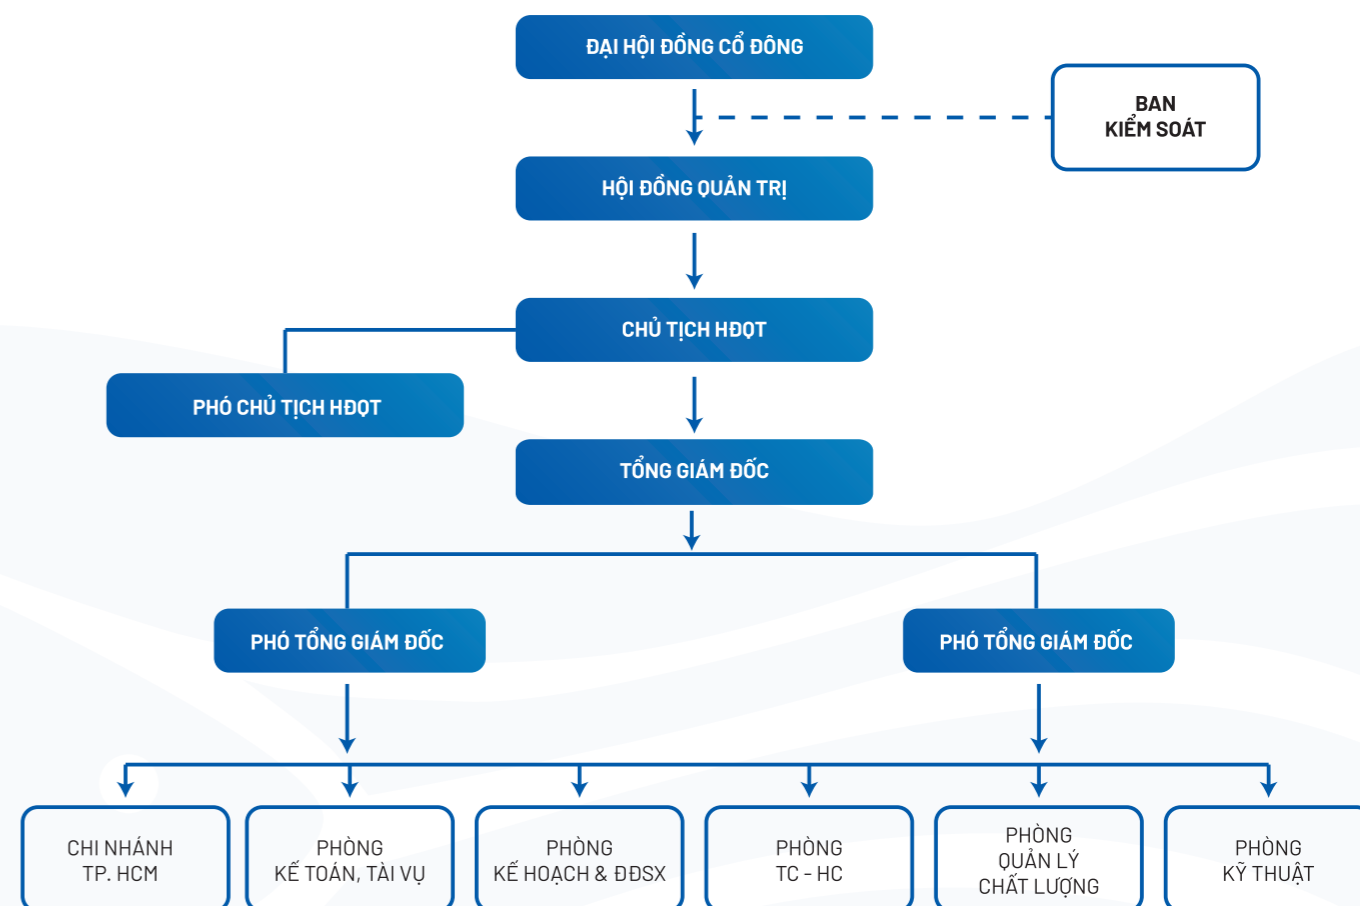 ĐẠI HỘI ĐỒNG CỔ ĐÔNG
BAN
KIỂM SOÁT
HỘI ĐỒNG QUẢN TRỊ
CHỦ TỊCH HĐQT
PHÓ CHỦ TỊCH HĐQT
TỔNG GIÁM ĐỐC
PHÓ TỔNG GIÁM ĐỐC
PHÓ TỔNG GIÁM ĐỐC
CHI NHÁNH
TP. HCM
PHÒNG
KẾ TOÁN, TÀI VỤ
PHÒNG
KẾ HOẠCH & ĐĐSX
PHÒNG
TC - HC
PHÒNG
QUẢN LÝ
CHẤT LƯỢNG
PHÒNG
KỸ THUẬT